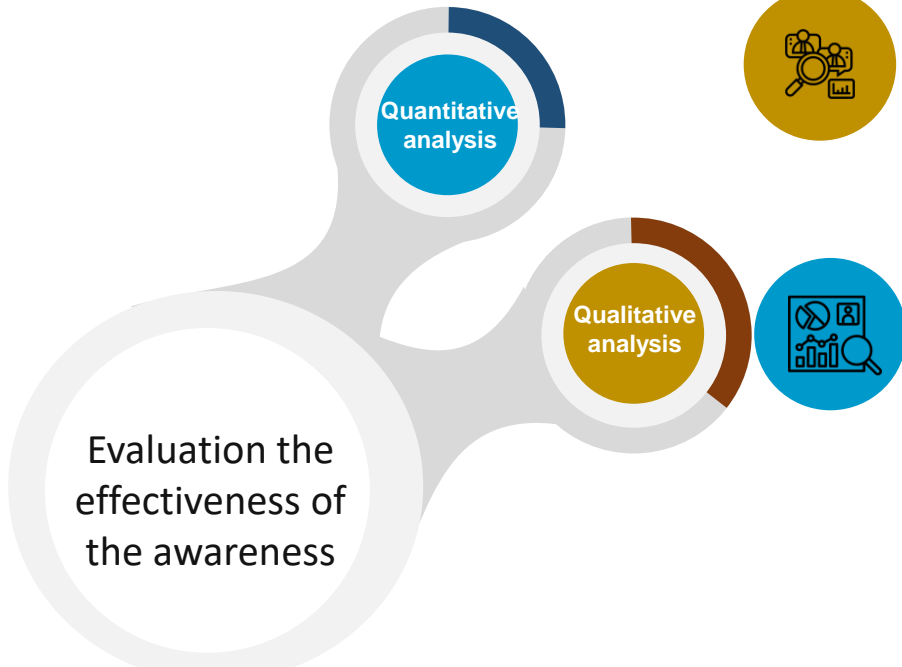 Quantitative
analysis
Qualitative
analysis
Evaluation the
effectiveness of
the awareness